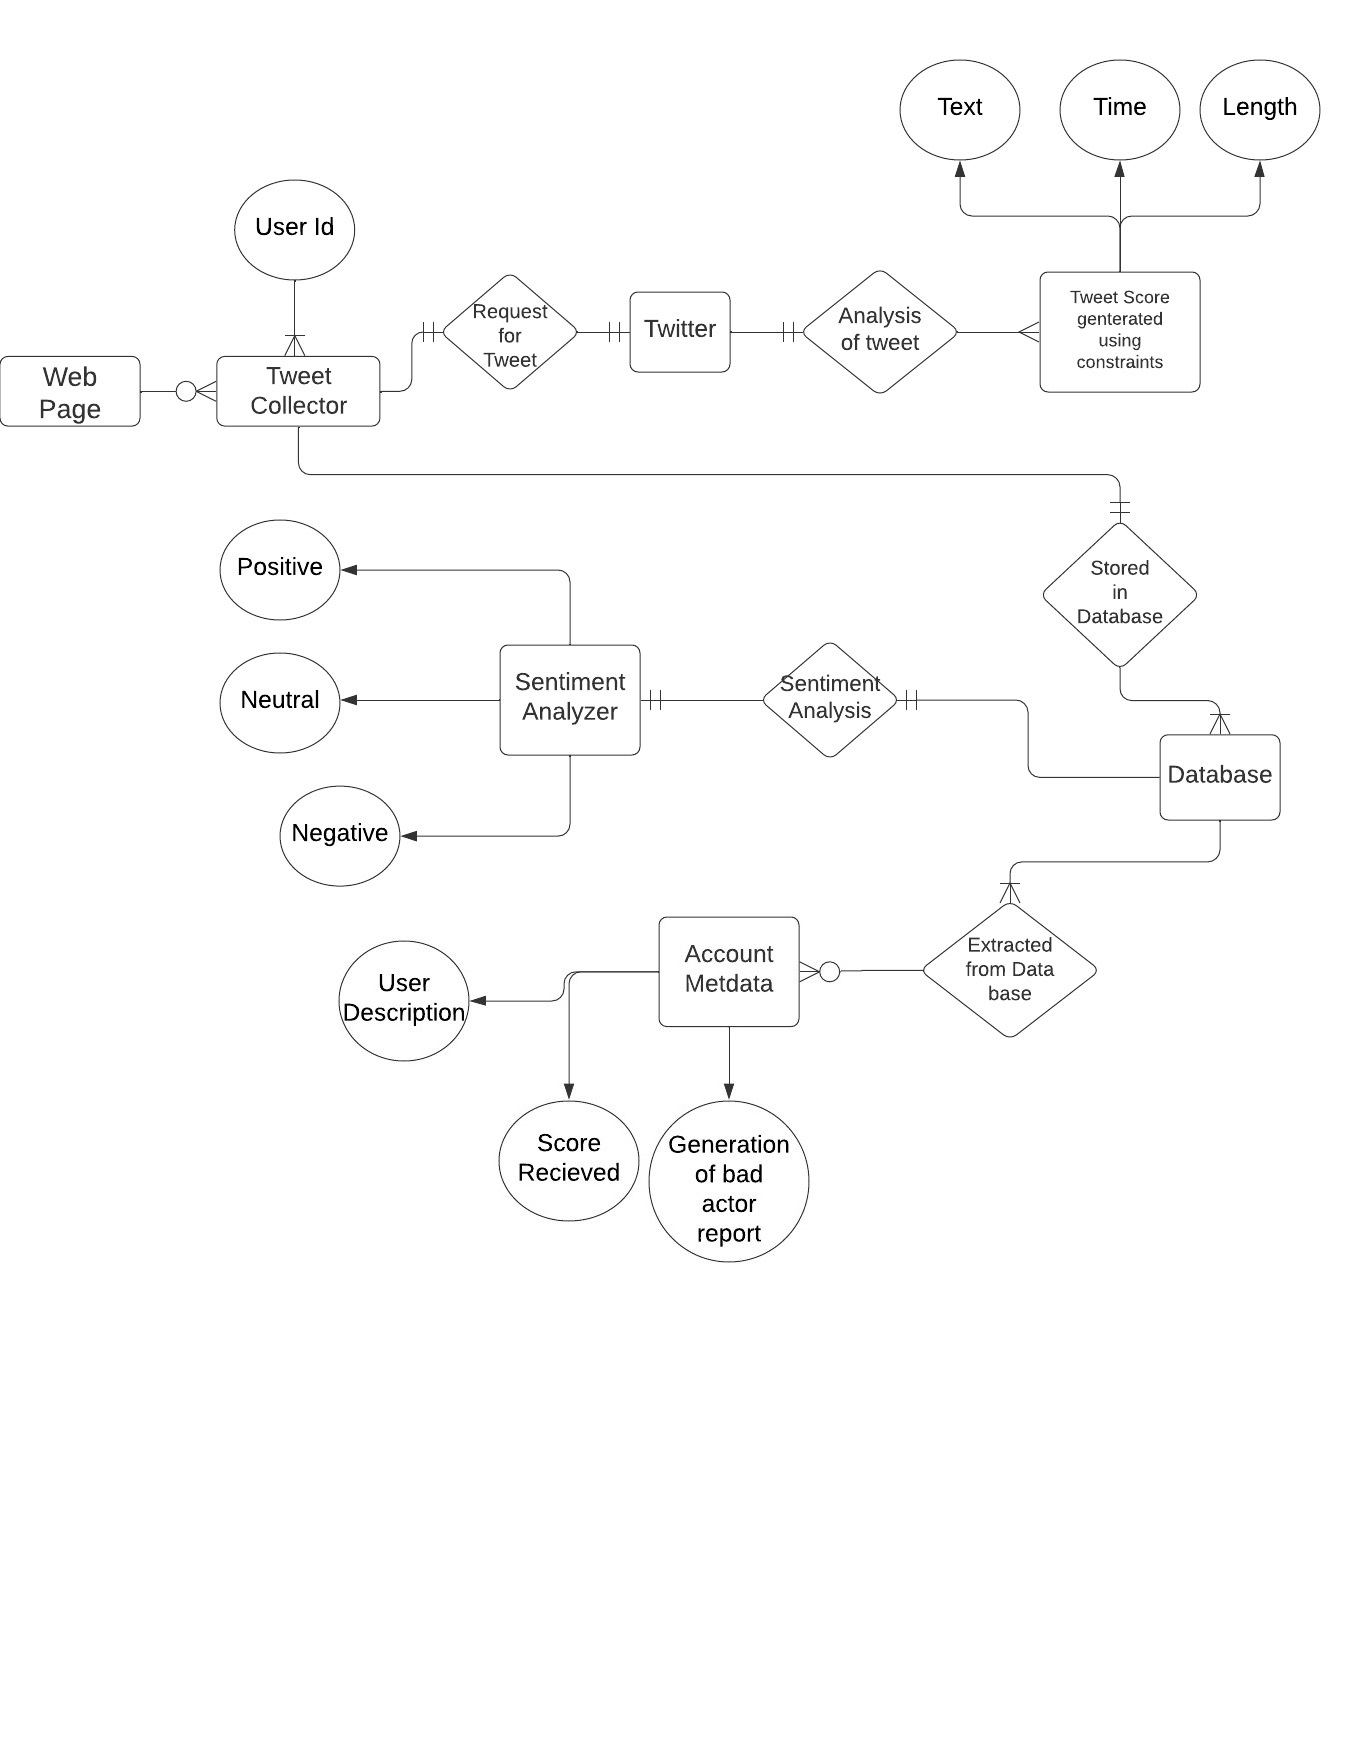 Text
Time
Length
User Id
Request
for
Tweet
Twitter
Analysis
of tweet
Tweet Score
genterated
using
constraints
Web
Page
Tweet
Collector
Positive
Stored
in
Database
Neutral
Sentiment
Analyzer
Sentiment
Analysis
Database
Negative
User
Description
Account
Metdata
Extracted
from Data
base
Score
Recieved
Generation
of bad
actor
report